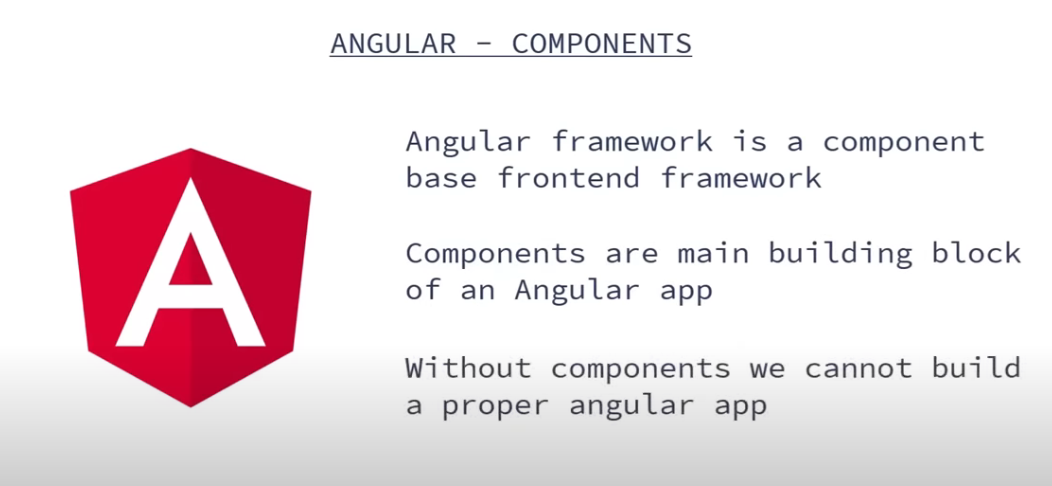 ANGULAR - COMPONENTS
Angular framework is a component
base frontend framework
Components are main building block
of an Angular app
Without components we cannot build
a proper angular app